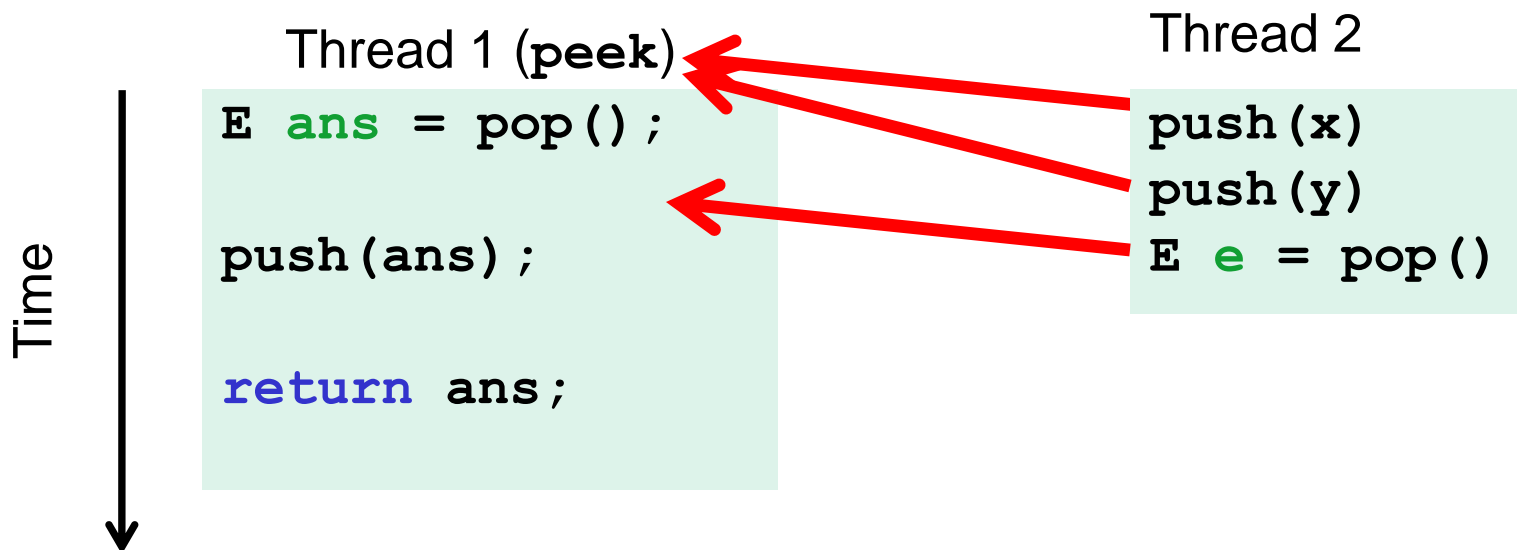 Thread 1 (peek)
E ans = pop();
push(ans);
return ans;
Thread 2
push(x)
push(y)
E e = pop()
Time